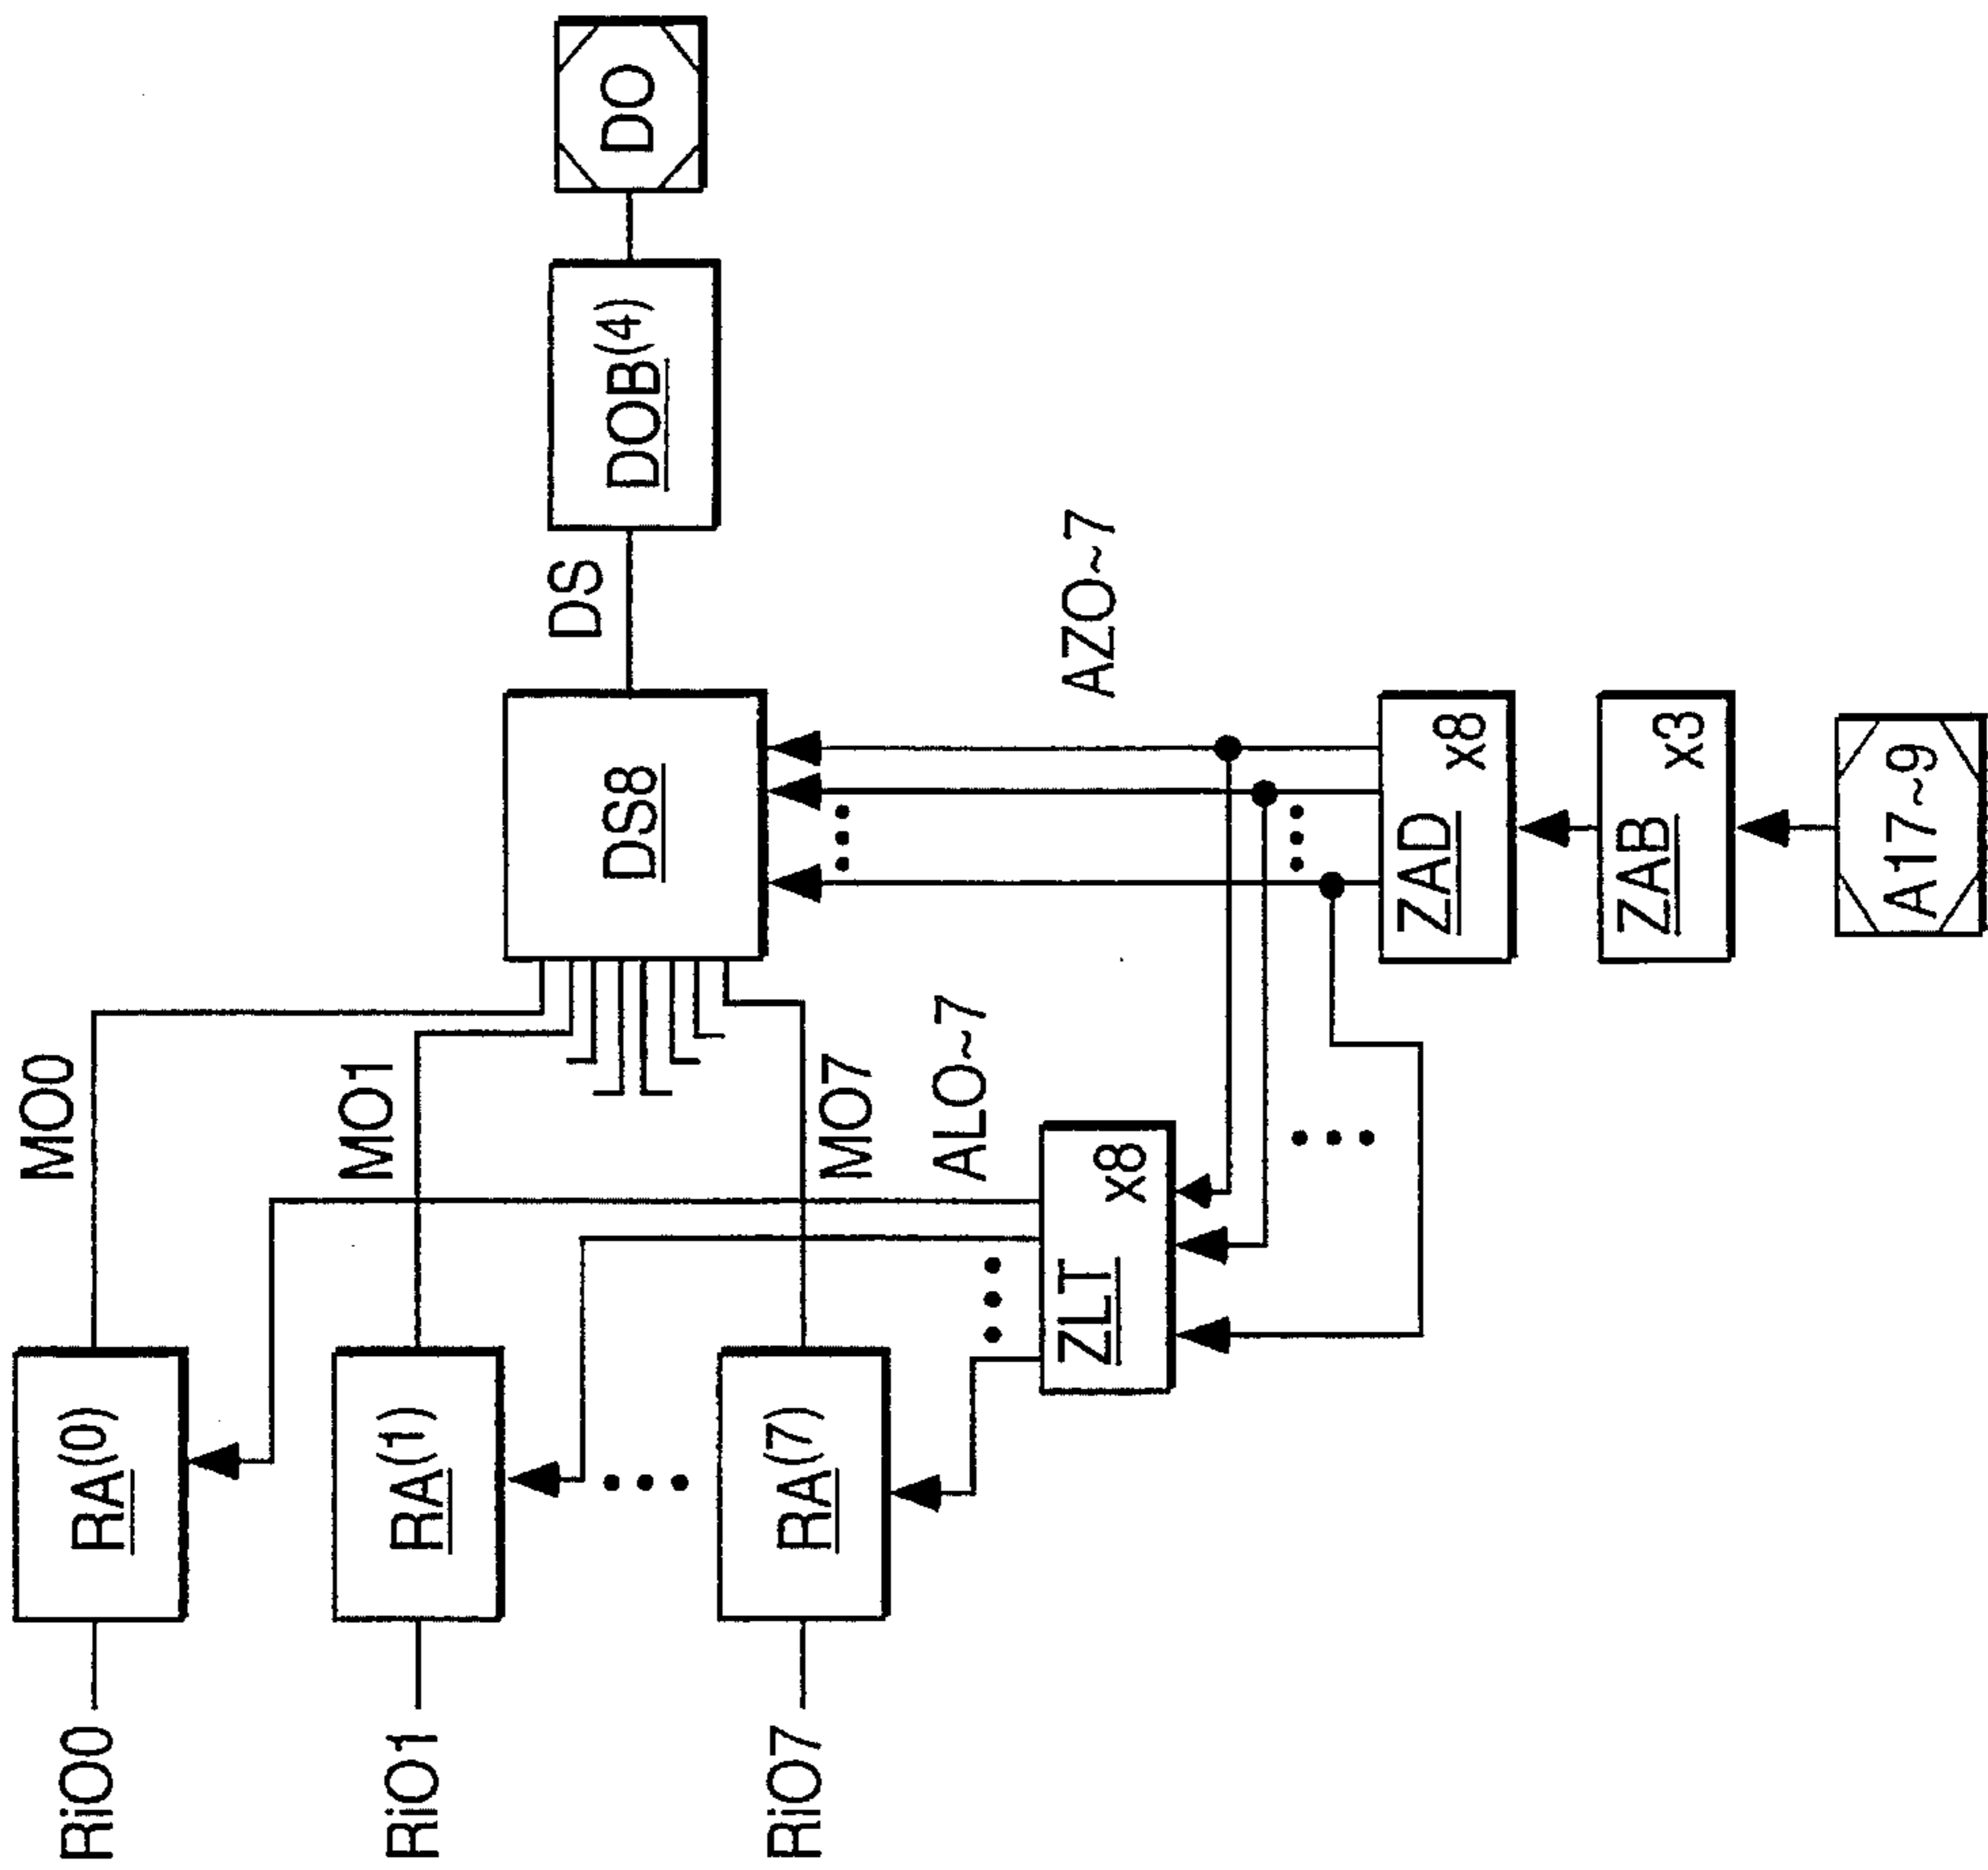 RiO0
RA(0)
MO0
RiO1
RA(1)
MO1
RiO7
RA(7)
MO7
DS8
DS
DOB(4)
DO
ALO~7
ZLT
x8
AZO~7
ZAD
x8
ZAB
x3
A17~9